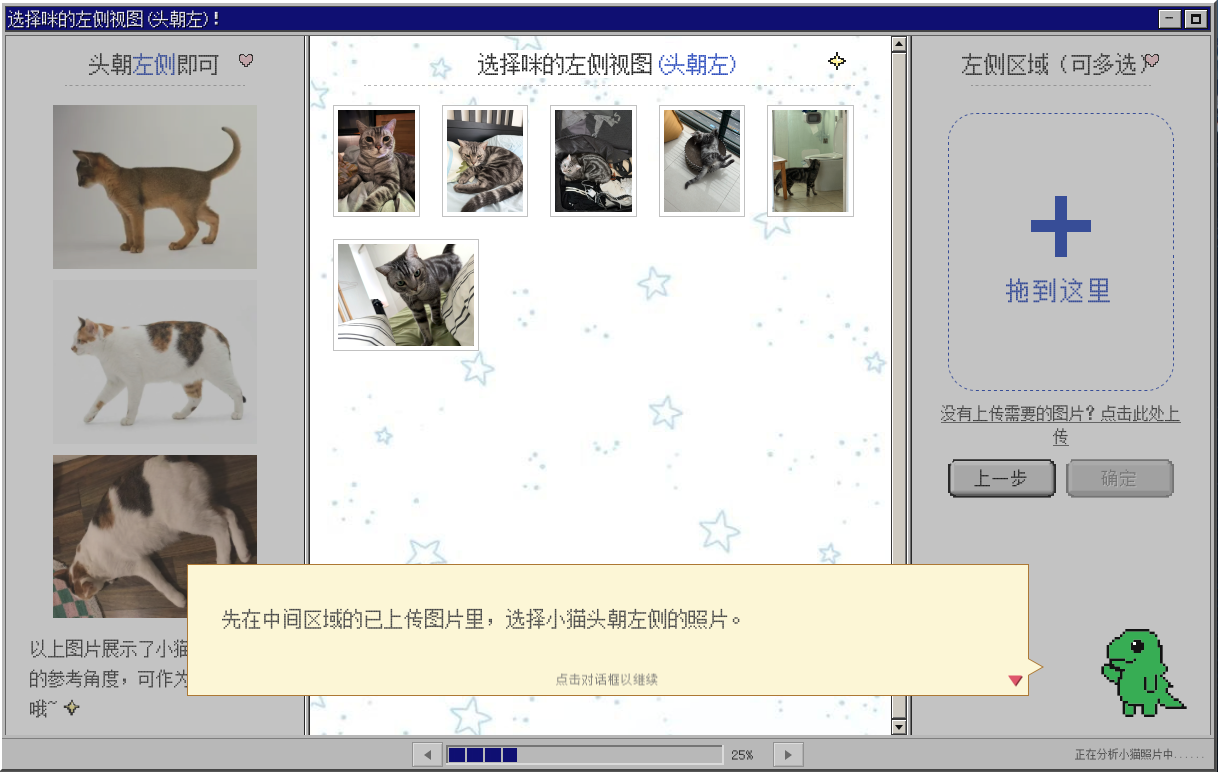 选择咪的左侧视图(头朝左)!
头朝左侧即可
选择咪的左侧视图(头朝左)
左侧区域(可多选)
拖到这里
没有上传需要的图片?点击此处上
传
上一步
确定
先在中间区域的已上传图片里，选择小猫头朝左侧的照片。
点击对话框以继续
以上图片展示了小猫
的参考角度，可作为
哦~
25%
正在分析小猫照片中......